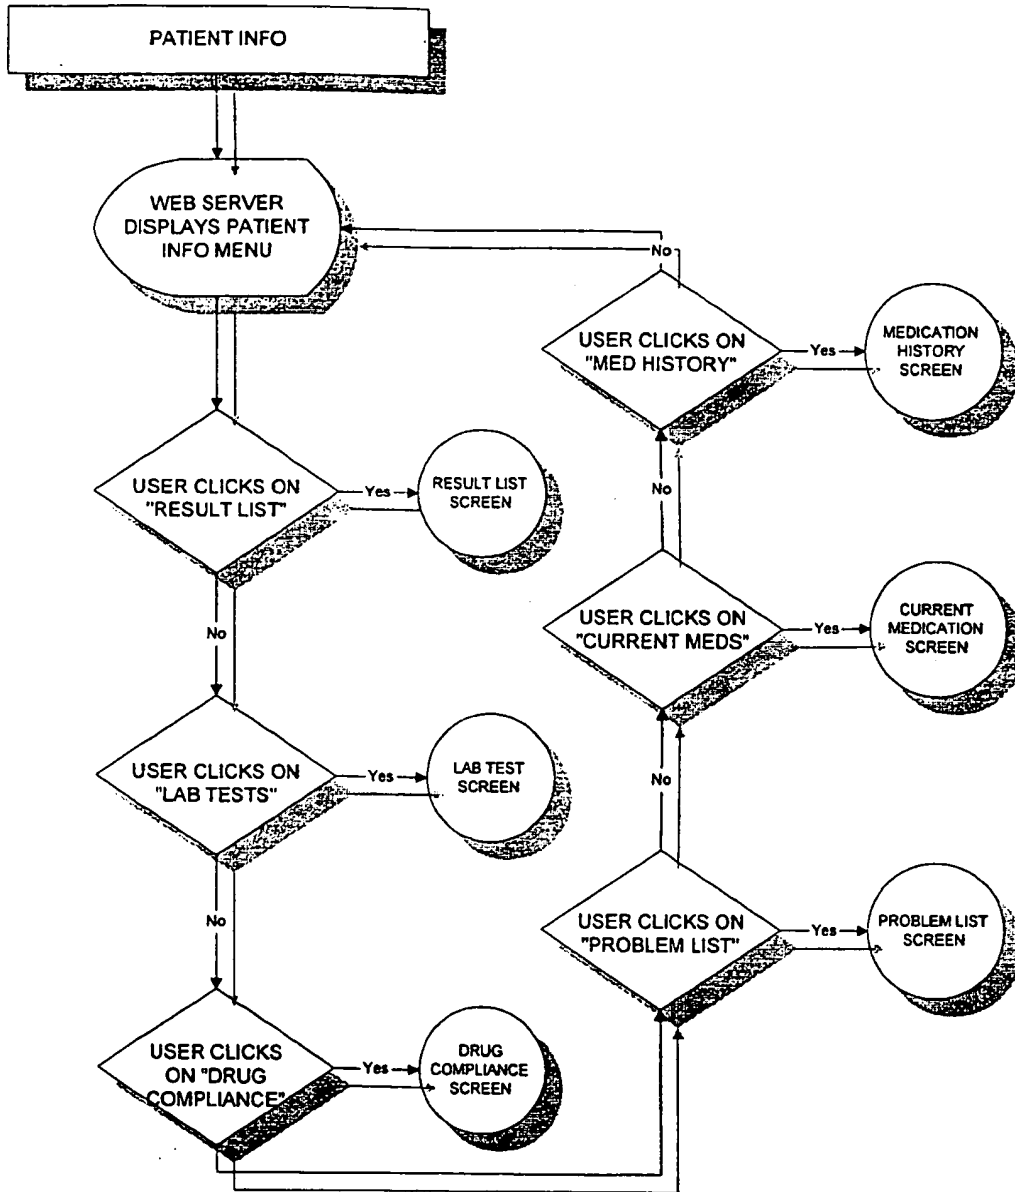 PATIENT INFO
WEB SERVER
DISPLAYS PATIENT
INFO MENU
USER CLICKS ON
"RESULT LIST"
Yes
RESULT LIST
SCREEN
No
USER CLICKS ON
"LAB TESTS"
Yes
LAB TEST
SCREEN
No
USER CLICKS
ON "DRUG
COMPLIANCE"
Yes
DRUG
COMPLIANCE
SCREEN
USER CLICKS ON
"PROBLEM LIST"
Yes
PROBLEM LIST
SCREEN
No
USER CLICKS ON
"CURRENT MEDS"
Yes
CURRENT
MEDICATION
SCREEN
No
USER CLICKS ON
"MED HISTORY"
Yes
MEDICATION
HISTORY
SCREEN
No